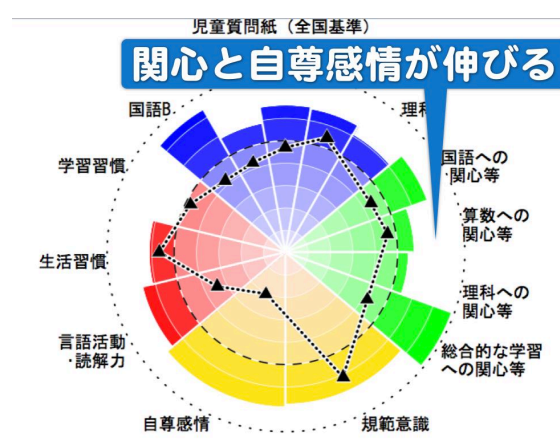 児童質問紙（全国基準）
関心と自尊感情が伸びる
国語B
理科
学習習慣
国語への
関心等
算数への
関心等
生活習慣
理科への
関心等
言語活動
・読解力
総合的な学習
への関心等
自尊感情
規範意識